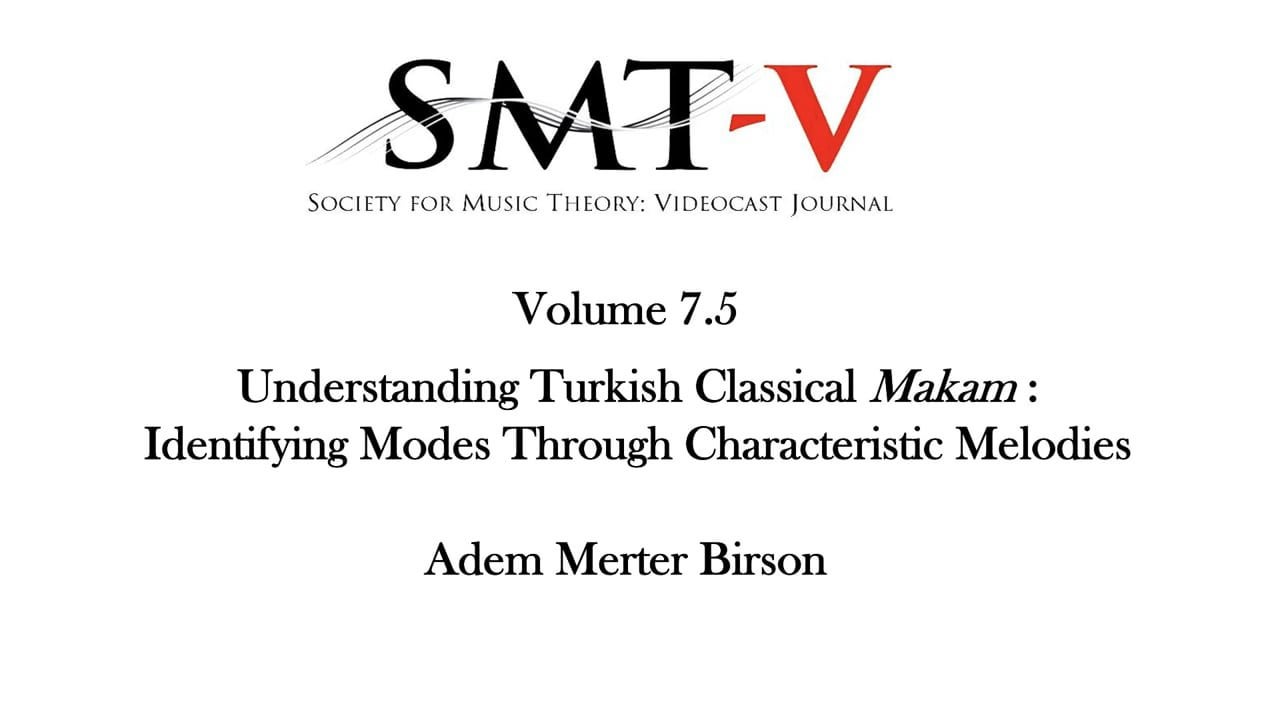 SMT-V
Society for Music Theory: Videocast Journal
Volume 7.5
Understanding Turkish Classical Makam :
Identifying Modes Through Characteristic Melodies
Adem Merter Birson